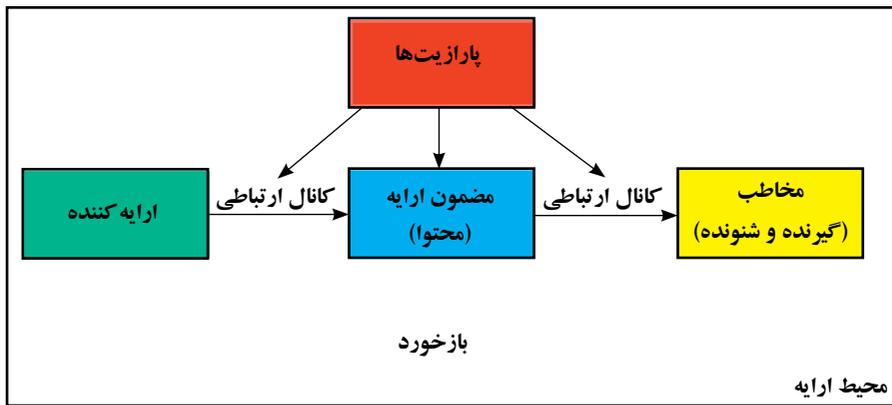 پارازیت‌ها
مخاطب
(گیرنده و شنونده)
کانال ارتباطی
مضمون ارایه
(محتوا)
کانال ارتباطی
ارایه کننده
بازخورد
محیط ارایه